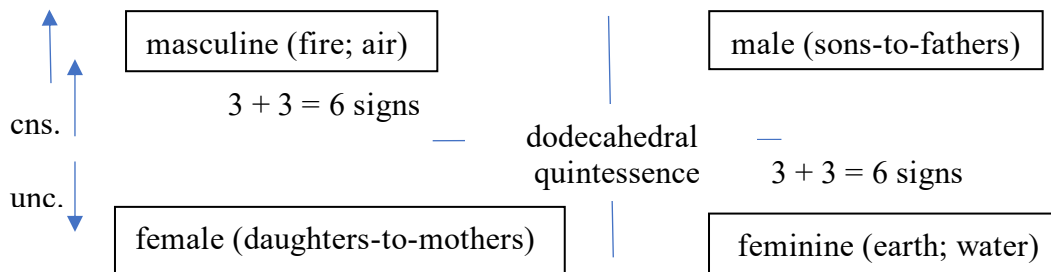 masculine (fire; air)
male (sons-to-fathers)
3 + 3 = 6 signs
cns.
dodecahedral
quintessence
3 + 3 = 6 signs
unc.
female (daughters-to-mothers)
feminine (earth; water)